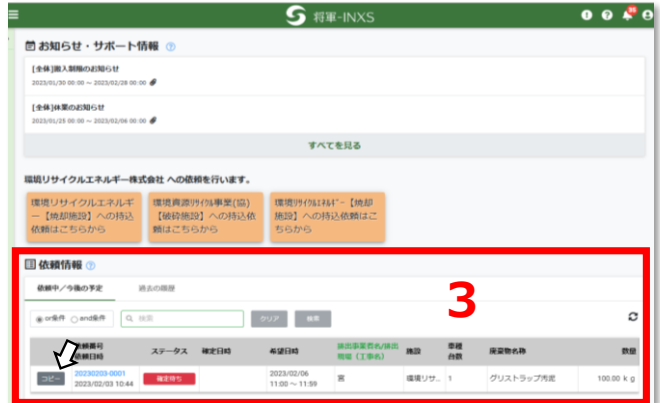 将軍-INXS
お知らせ・サポート情報
[全体]搬入制限のお知らせ
2023/01/30 00:00 ~ 2023/02/28 00:00
[全体]休業のお知らせ
2023/01/25 00:00 ~ 2023/02/06 00:00
すべてを見る
環境リサイクルエネルギー株式会社 への依頼を行います。
環境リサイクルエネルギ
ー【焼却施設】への持込
依頼はこちらから
環境資源ﾘｻｲｸﾙ事業(協)
【破砕施設】への持込依
頼はこちらから
環境ﾘｻｲｸﾙｴﾈﾙｷﾞｰ【焼却
施設】への持込依頼はこ
ちらから
依頼情報
依頼中／今後の予定 過去の履歴
3
or条件 and条件 検索 クリア 検索
依頼番号
依頼日時
ステータス 確定日時 希望日時
排出事業者名/排出
現場（工事名）
施設
車種
台数
廃棄物名称 数量
コピー
20230203-0001
2023/02/03 10:44
確定待ち
2023/02/06
11:00 ~ 11:59
環境リサ... 1 グリストラップ汚泥 100.00 k g